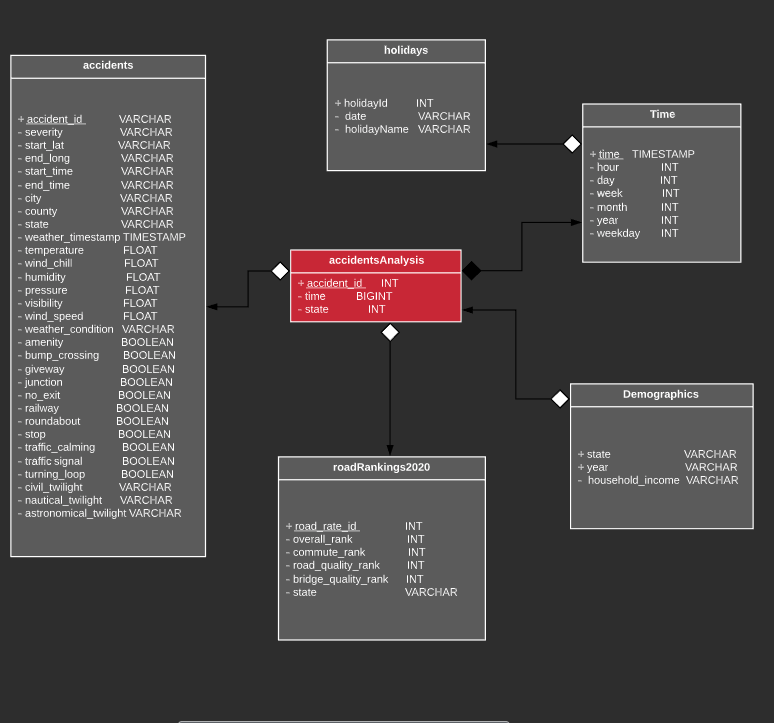 accidents
+ accident_id VARCHAR
- severity VARCHAR
- start_lat VARCHAR
- end_long VARCHAR
- start_time VARCHAR
- end_time VARCHAR
- city VARCHAR
- county VARCHAR
- state VARCHAR
- weather_timestamp TIMESTAMP
- temperature FLOAT
- wind_chill FLOAT
- humidity FLOAT
- pressure FLOAT
- visibility FLOAT
- wind_speed FLOAT
- weather_condition VARCHAR
- amenity BOOLEAN
- bump_crossing BOOLEAN
- giveway BOOLEAN
- junction BOOLEAN
- no_exit BOOLEAN
- railway BOOLEAN
- roundabout BOOLEAN
- stop BOOLEAN
- traffic_calming BOOLEAN
- traffic signal BOOLEAN
- turning_loop BOOLEAN
- civil_twilight VARCHAR
- nautical_twilight VARCHAR
- astronomical_twilight VARCHAR
holidays
+ holidayId INT
- date VARCHAR
- holidayName VARCHAR
Time
+ time TIMESTAMP
- hour INT
- day INT
- week INT
- month INT
- year INT
- weekday INT
accidentsAnalysis
+ accident_id INT
- time BIGINT
- state INT
Demographics
+ state VARCHAR
+ year VARCHAR
- household_income VARCHAR
roadRankings2020
+ road_rate_id INT
- overall_rank INT
- commute_rank INT
- road_quality_rank INT
- bridge_quality_rank INT
- state VARCHAR